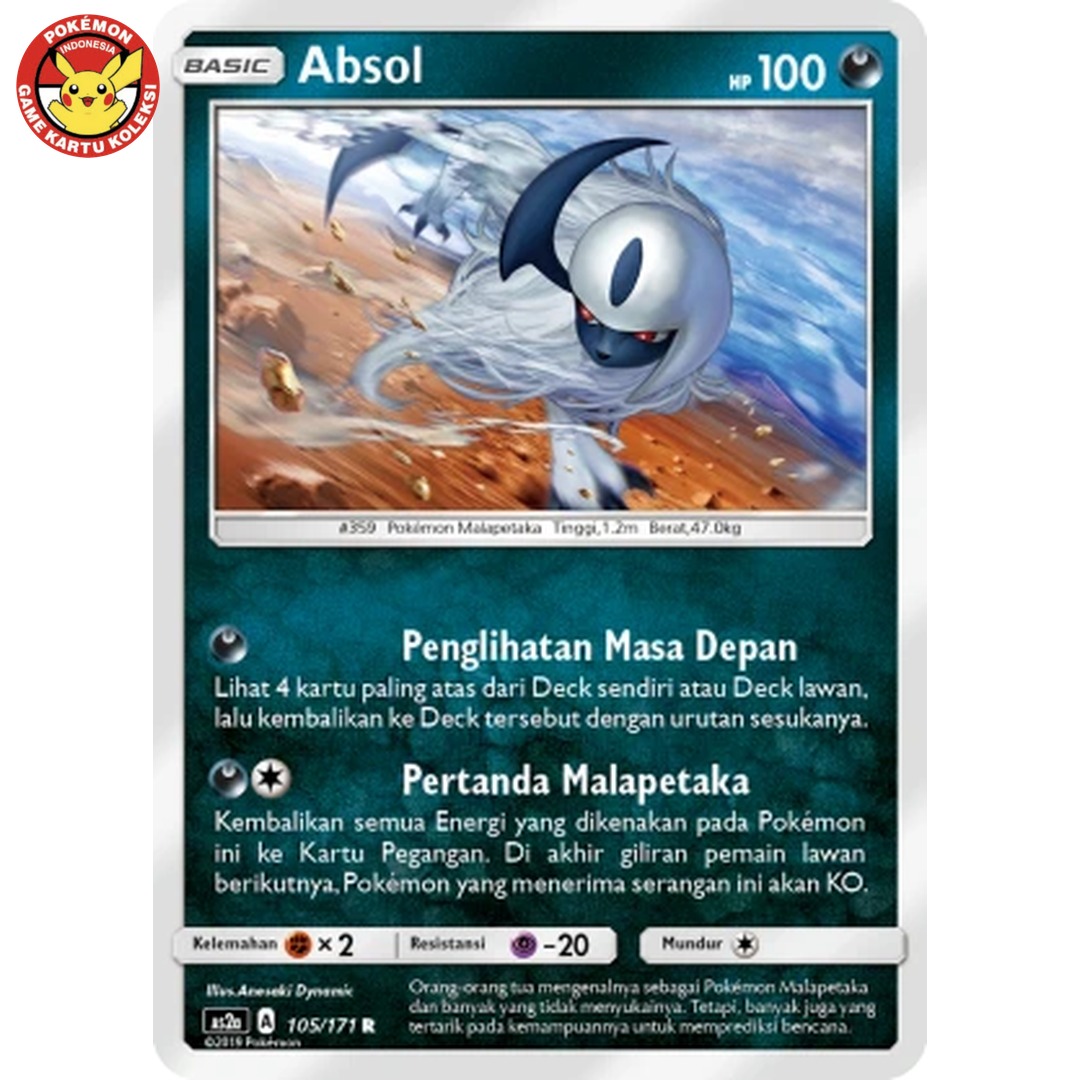 POKÉMON
INDONESIA
GAME KARTU KOLEKSI
BASIC Absol HP 100
#359 Pokémon Malapetaka Tinggi,1.2m Berat,47.0kg
Penglihatan Masa Depan
Lihat 4 kartu paling atas dari Deck sendiri atau Deck lawan,
lalu kembalikan ke Deck tersebut dengan urutan sesukanya.
Pertanda Malapetaka
Kembalikan semua Energi yang dikenakan pada Pokémon
ini ke Kartu Pegangan. Di akhir giliran pemain lawan
berikutnya, Pokémon yang menerima serangan ini akan KO.
Kelemahan ×2 Resistansi -20 Mundur
Illus.Anesaki Dynamic
Orang-orang tua mengenalnya sebagai Pokémon Malapetaka
dan banyak yang tidak menyukainya. Tetapi, banyak juga yang
tertarik pada kemampuannya untuk memprediksi bencana.
A 105/171 R
©2019 Pokémon